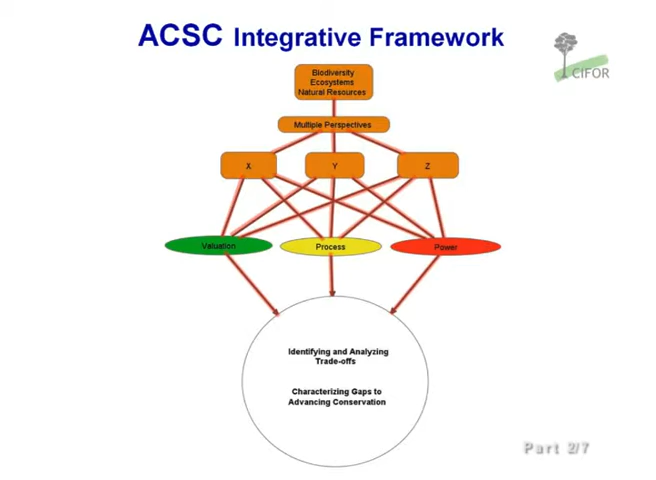 ACSC Integrative Framework
CIFOR
Biodiversity
Ecosystems
Natural Resources
Multiple Perspectives
X
Y
Z
Valuation
Process
Power
Identifying and Analyzing
Trade-offs
Characterizing Gaps to
Advancing Conservation
Part 2/7